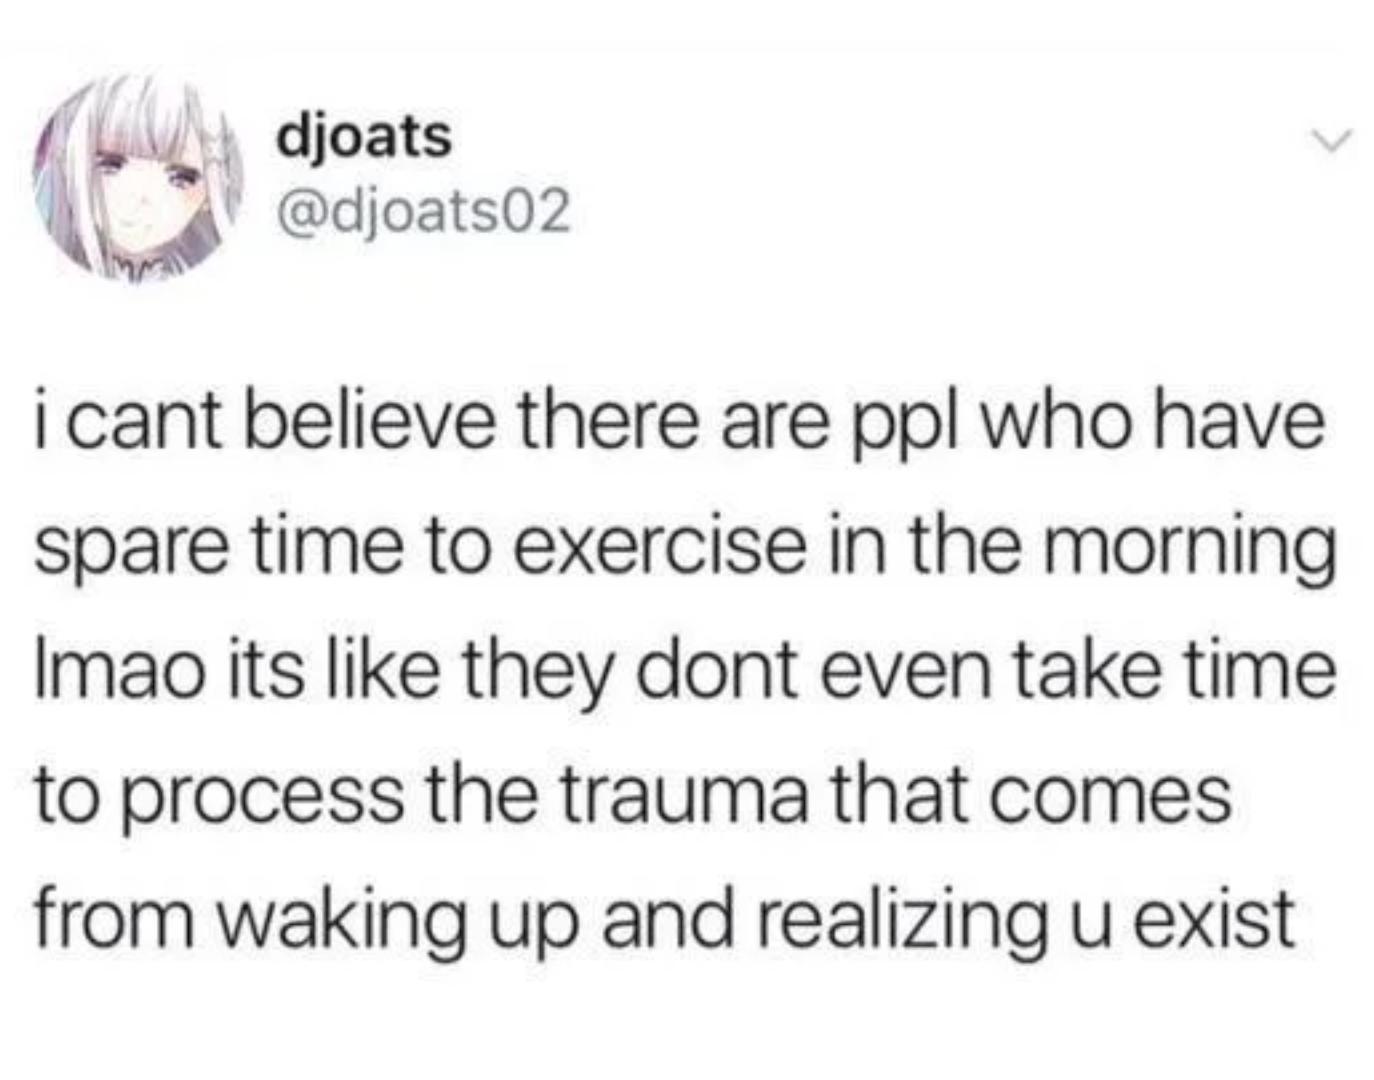 djoats
@djoats02
i cant believe there are ppl who have
spare time to exercise in the morning
lmao its like they dont even take time
to process the trauma that comes
from waking up and realizing u exist